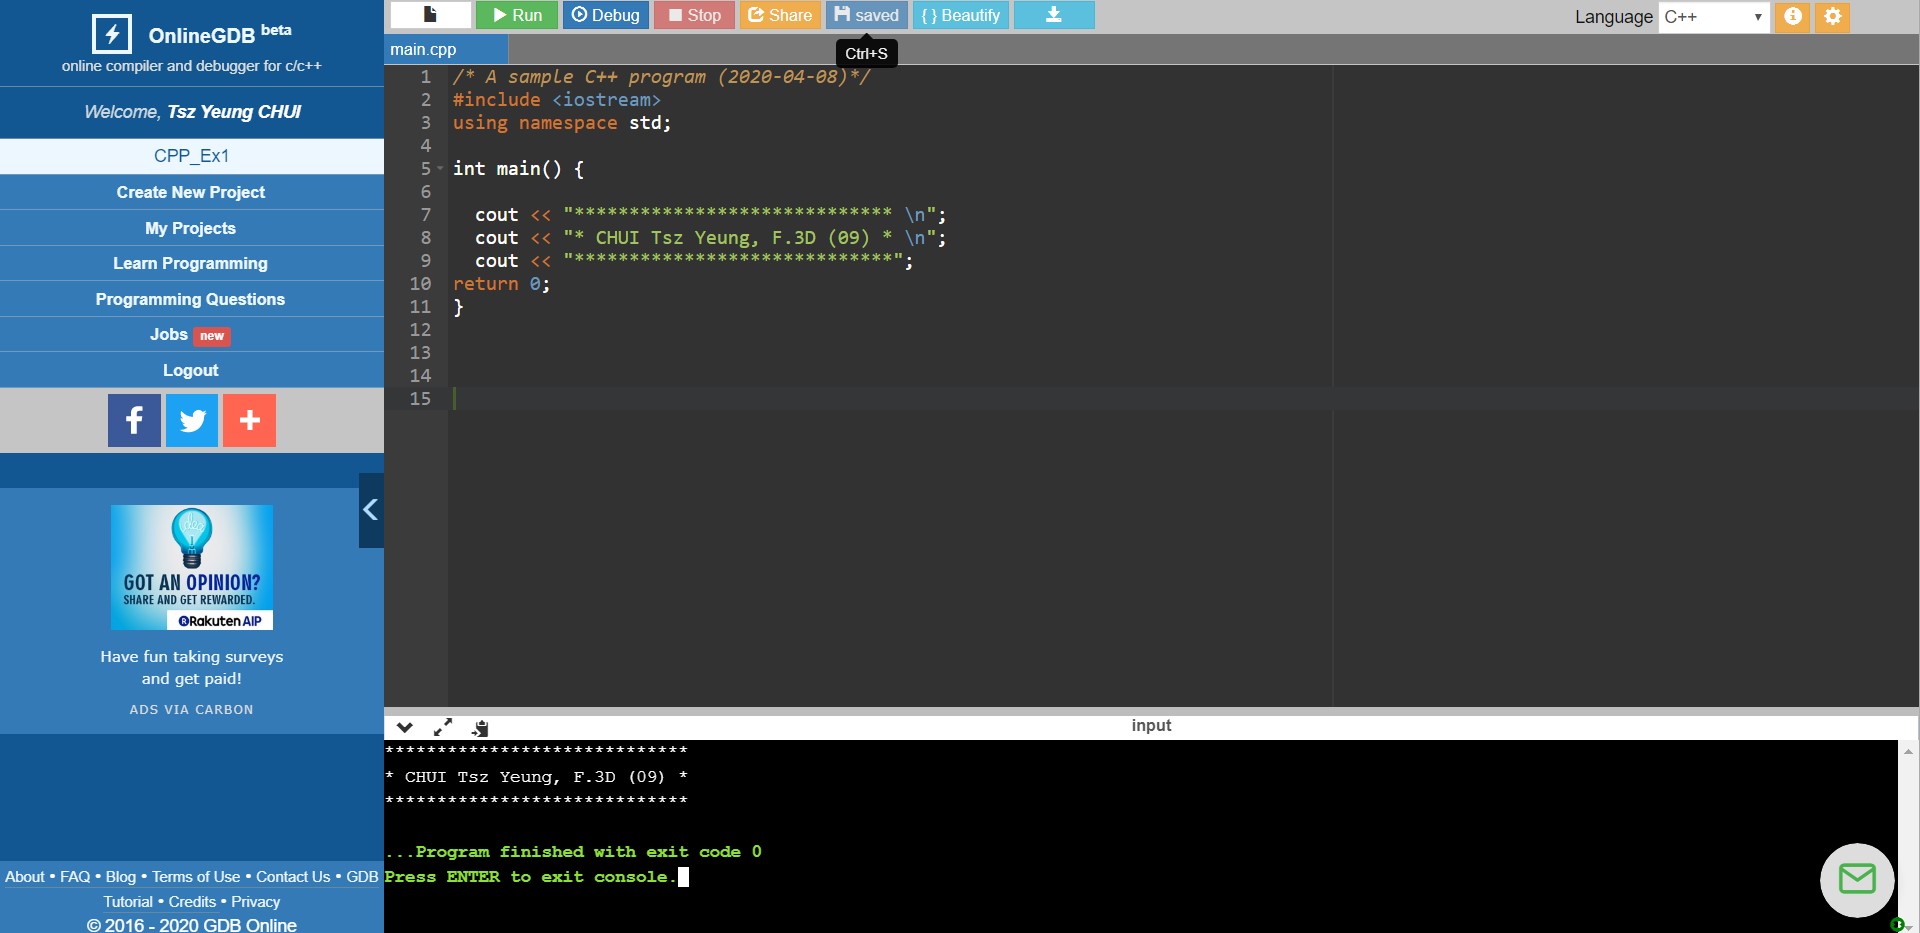 OnlineGDB beta
online compiler and debugger for c/c++
Welcome, Tsz Yeung CHUI
CPP_Ex1
Create New Project
My Projects
Learn Programming
Programming Questions
Jobs new
Logout
GOT AN OPINION?
SHARE AND GET REWARDED.
Rakuten AIP
Have fun taking surveys
and get paid!
ADS VIA CARBON
About • FAQ • Blog • Terms of Use • Contact Us • GDB
Tutorial • Credits • Privacy
© 2016 - 2020 GDB Online
Run Debug Stop Share saved { } Beautify
Language C++
main.cpp
Ctrl+S
1 /* A sample C++ program (2020-04-08)*/
2 #include <iostream>
3 using namespace std;
4
5 int main() {
6
7 cout << "***************************** \n";
8 cout << "* CHUI Tsz Yeung, F.3D (09) * \n";
9 cout << "*****************************";
10 return 0;
11 }
12
13
14
15
input
*****************************
* CHUI Tsz Yeung, F.3D (09) *
*****************************
...Program finished with exit code 0
Press ENTER to exit console.